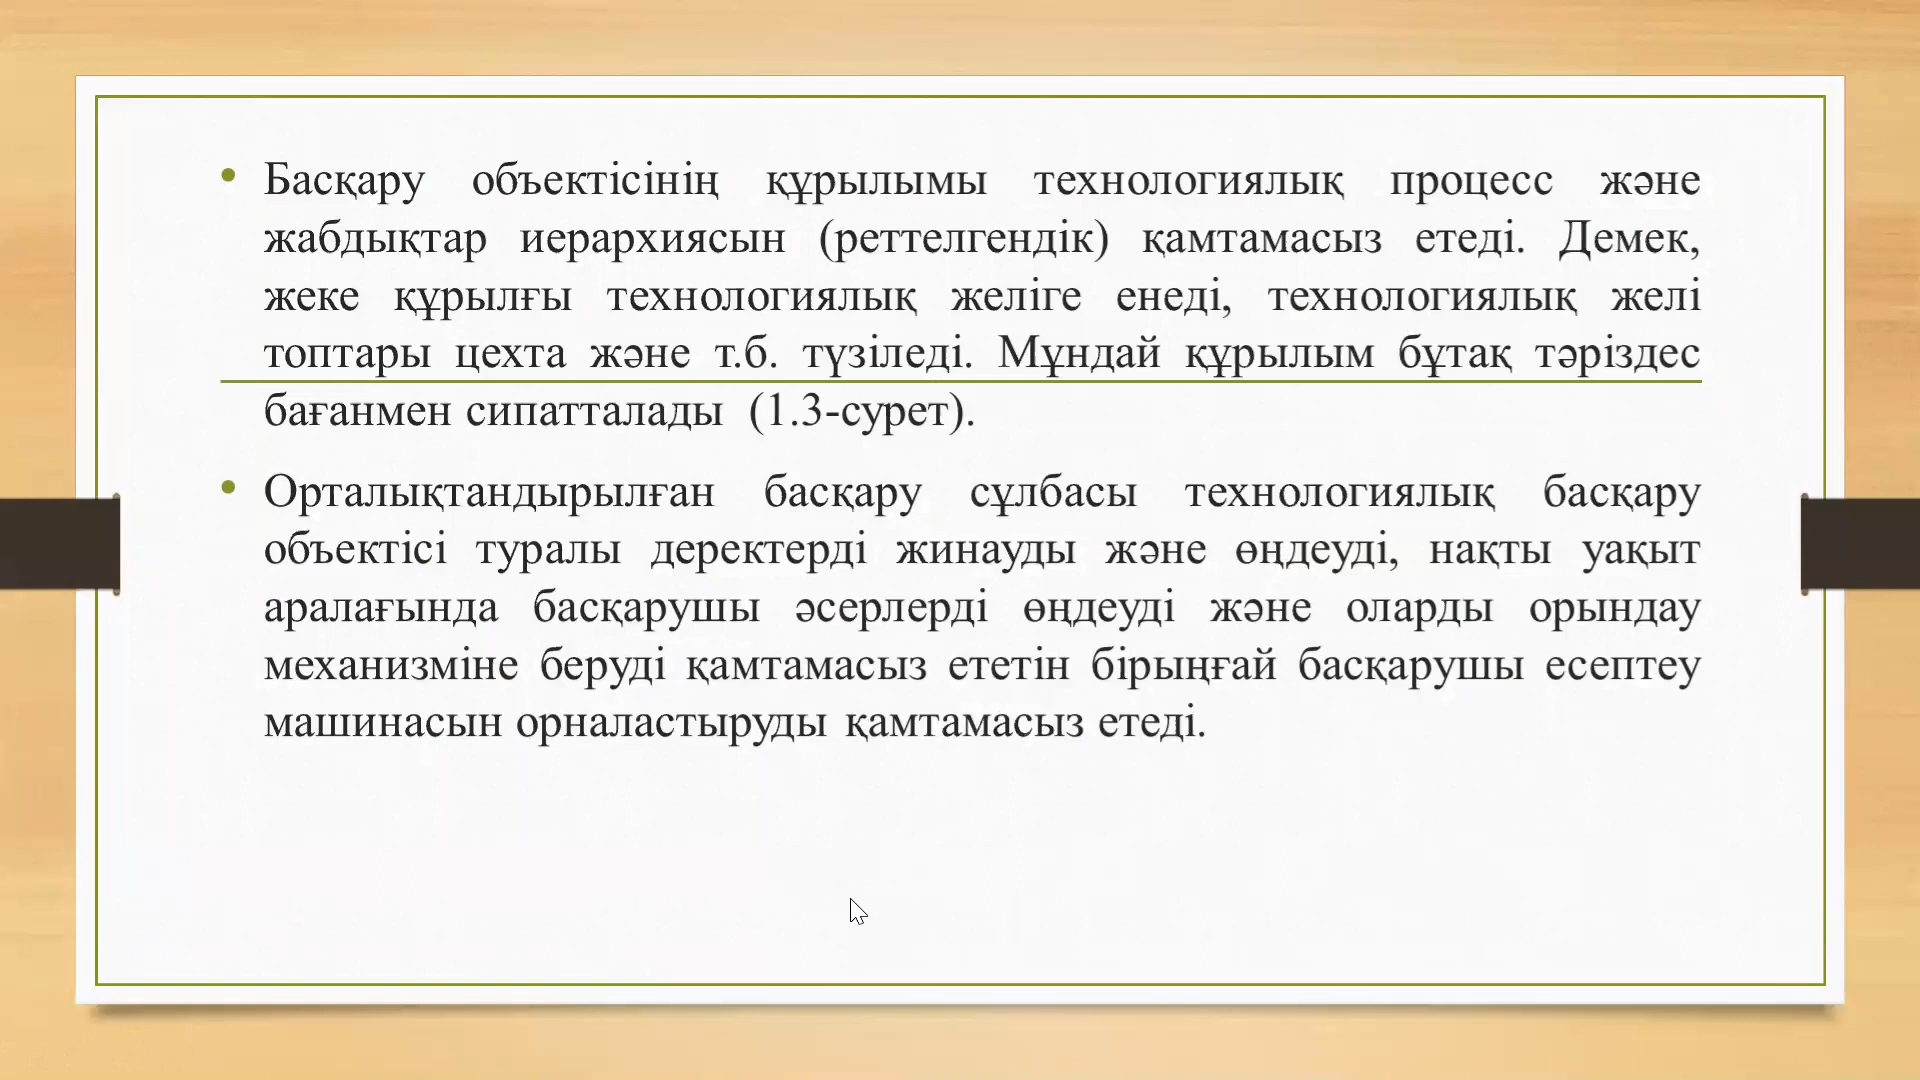 • Басқару объектісінің құрылымы технологиялық процесс және
жабдықтар иерархиясын (реттелгендік) қамтамасыз етеді. Демек,
жеке құрылғы технологиялық желіге енеді, технологиялық желі
топтары цехта және т.б. түзіледі. Мұндай құрылым бұтақ тәріздес
бағанмен сипатталады (1.3-сурет).
• Орталықтандырылған басқару сұлбасы технологиялық басқару
объектісі туралы деректерді жинауды және өңдеуді, нақты уақыт
аралағында басқарушы әсерлерді өңдеуді және оларды орындау
механизміне беруді қамтамасыз ететін бірыңғай басқарушы есептеу
машинасын орналастыруды қамтамасыз етеді.